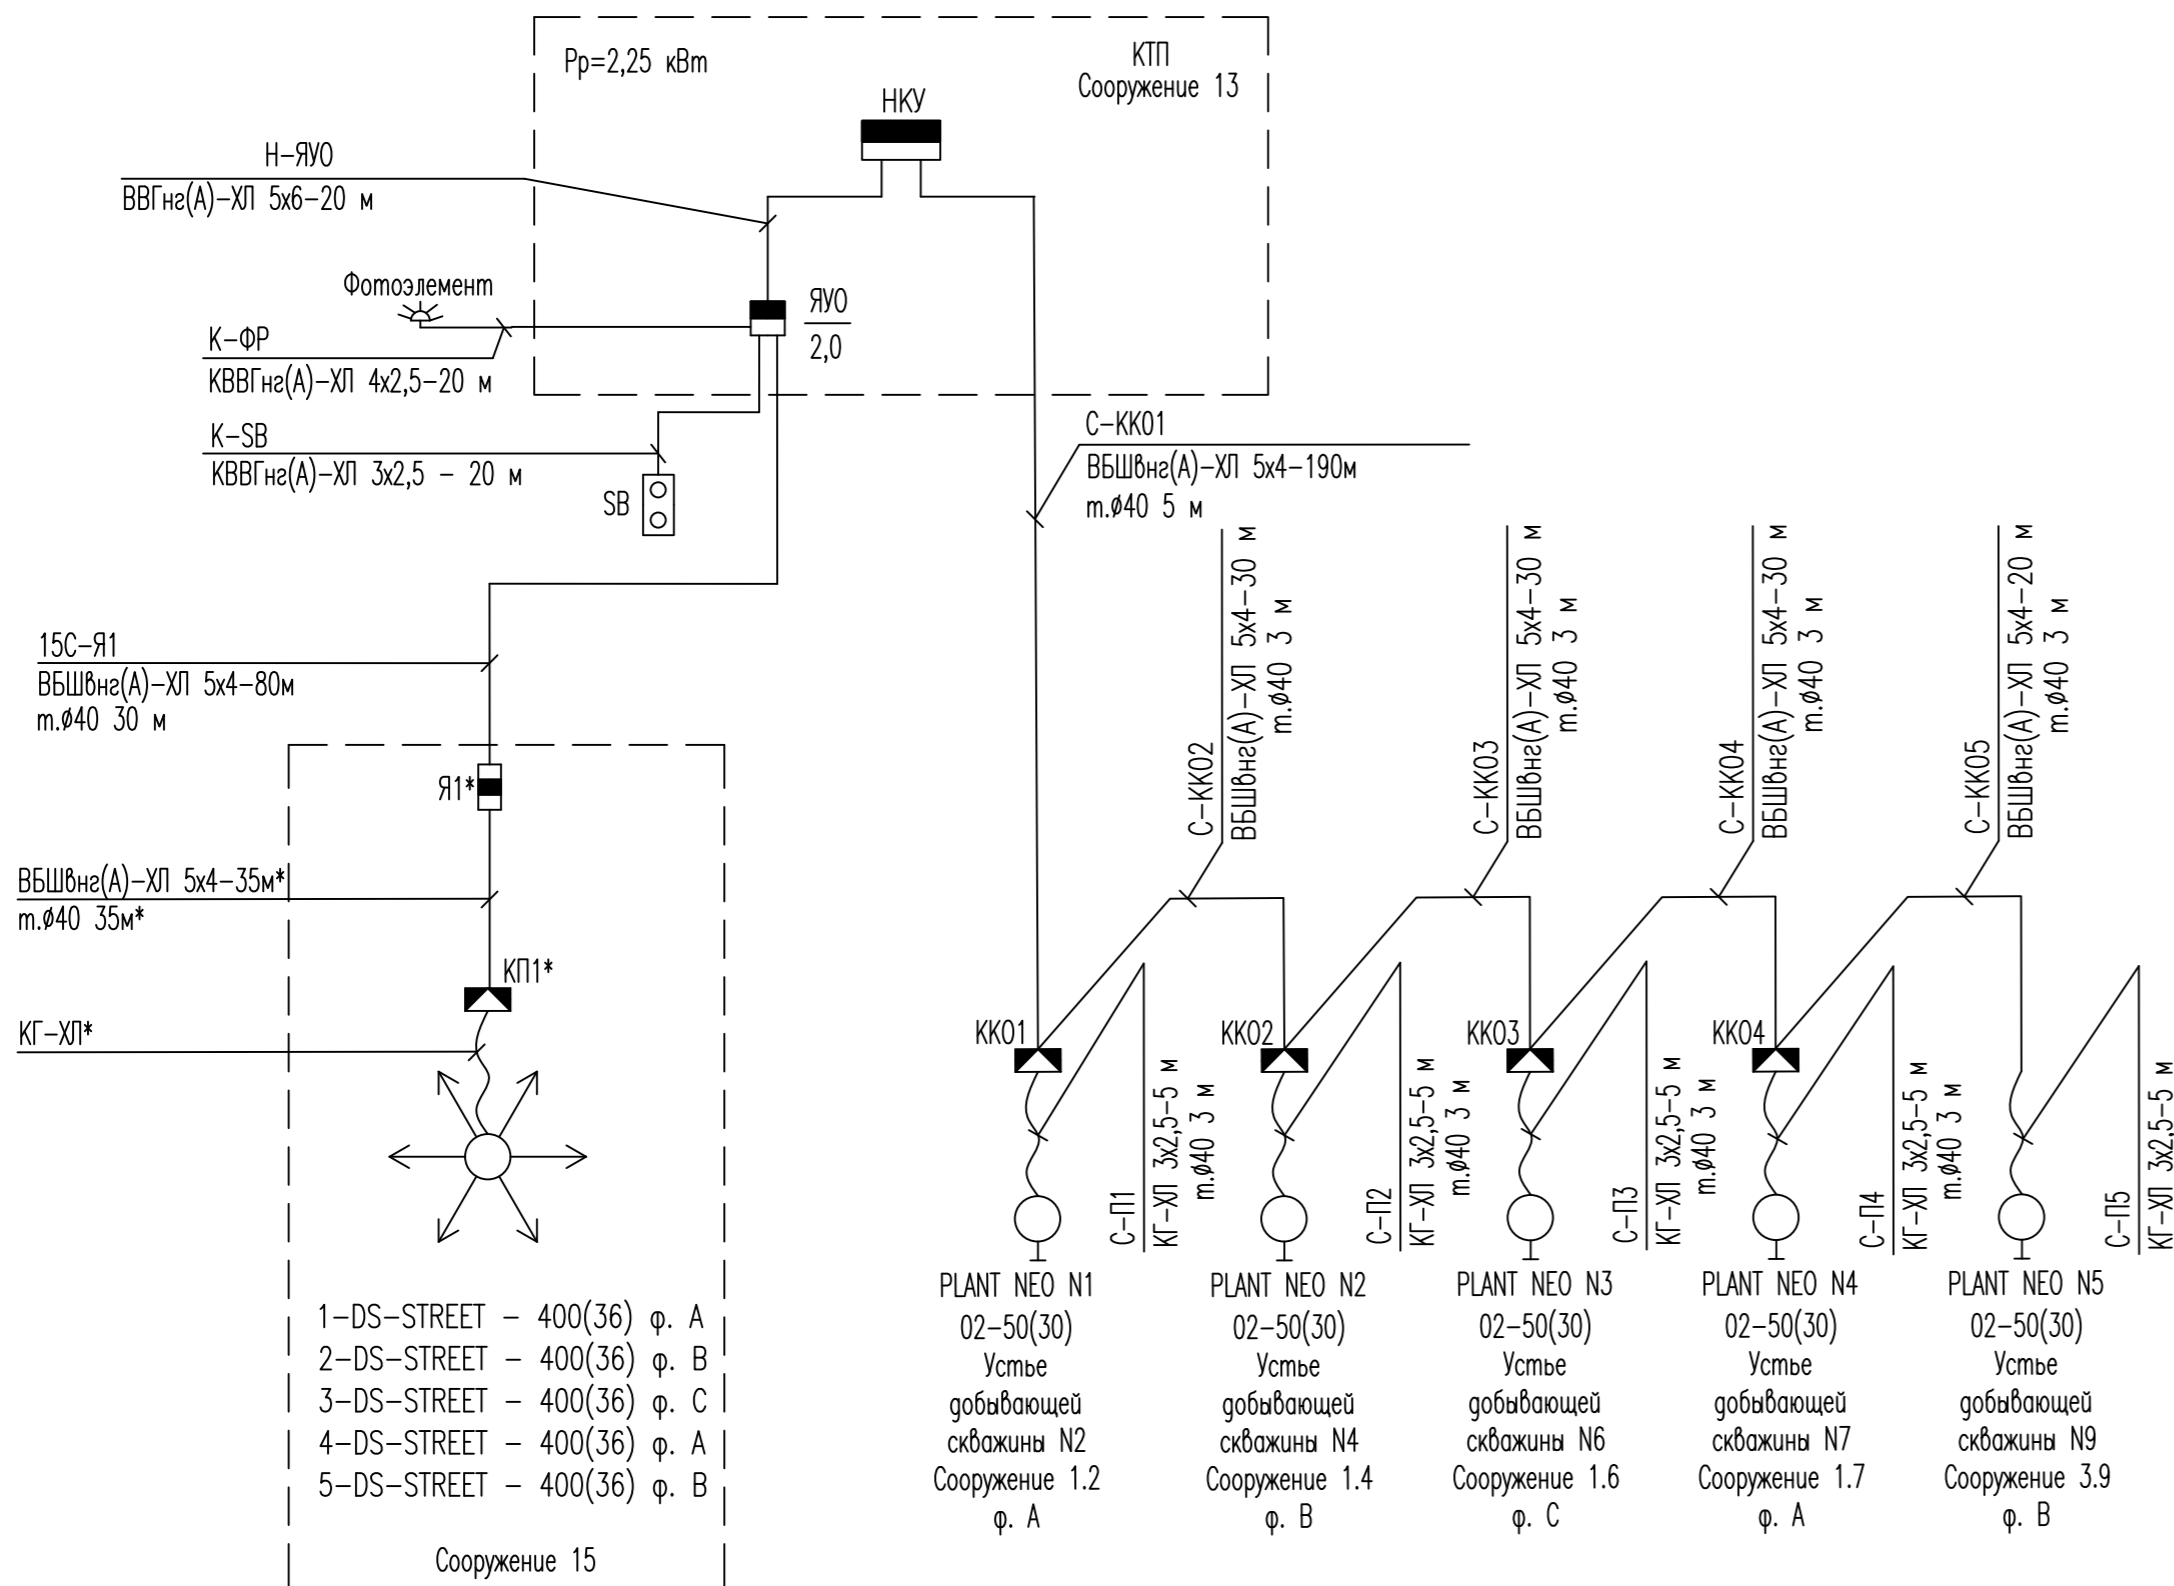 Рр=2,25 кВт
КТП
Сооружение 13
НКУ
Н-ЯУО
ВВГнг(А)-ХЛ 5х6-20 м
Фотоэлемент
ЯУО
2,0
К-ФР
КВВГнг(А)-ХЛ 4х2,5-20 м
К-SB
КВВГнг(А)-ХЛ 3х2,5 - 20 м
SB
С-КК01
ВБШвнг(А)-ХЛ 5х4-190м
т.ø40 5 м
15С-Я1
ВБШвнг(А)-ХЛ 5х4-80м
т.ø40 30 м
Я1*
ВБШвнг(А)-ХЛ 5х4-35м*
т.ø40 35м*
КП1*
КГ-ХЛ*
1-DS-STREET - 400(36) ф. А
2-DS-STREET - 400(36) ф. В
3-DS-STREET - 400(36) ф. С
4-DS-STREET - 400(36) ф. А
5-DS-STREET - 400(36) ф. В
Сооружение 15
С-КК02
ВБШвнг(А)-ХЛ 5х4-30 м
т.ø40 3 м
С-КК03
ВБШвнг(А)-ХЛ 5х4-30 м
т.ø40 3 м
С-КК04
ВБШвнг(А)-ХЛ 5х4-30 м
т.ø40 3 м
С-КК05
ВБШвнг(А)-ХЛ 5х4-20 м
т.ø40 3 м
КК01
С-П1
КГ-ХЛ 3х2,5-5 м
т.ø40 3 м
КК02
С-П2
КГ-ХЛ 3х2,5-5 м
т.ø40 3 м
КК03
С-П3
КГ-ХЛ 3х2,5-5 м
т.ø40 3 м
КК04
С-П4
КГ-ХЛ 3х2,5-5 м
т.ø40 3 м
С-П5
КГ-ХЛ 3х2,5-5 м
PLANT NEO N1
02-50(30)
Устье
добывающей
скважины N2
Сооружение 1.2
ф. А
PLANT NEO N2
02-50(30)
Устье
добывающей
скважины N4
Сооружение 1.4
ф. В
PLANT NEO N3
02-50(30)
Устье
добывающей
скважины N6
Сооружение 1.6
ф. С
PLANT NEO N4
02-50(30)
Устье
добывающей
скважины N7
Сооружение 1.7
ф. А
PLANT NEO N5
02-50(30)
Устье
добывающей
скважины N9
Сооружение 3.9
ф. В